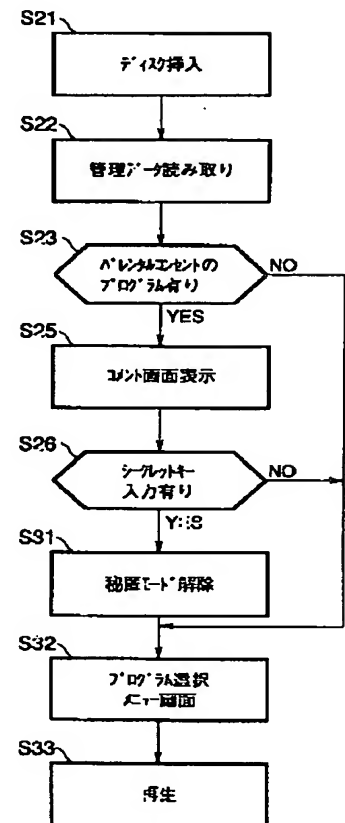 S21
ディスク挿入
S22
管理データ読み取り
S23
パレンタルコンセントの
プログラム有り
NO
YES
S25
コメント画面表示
S26
シークレットキー
入力有り
NO
YES
S31
秘匿モード解除
S32
プログラム選択
メニュー画面
S33
再生